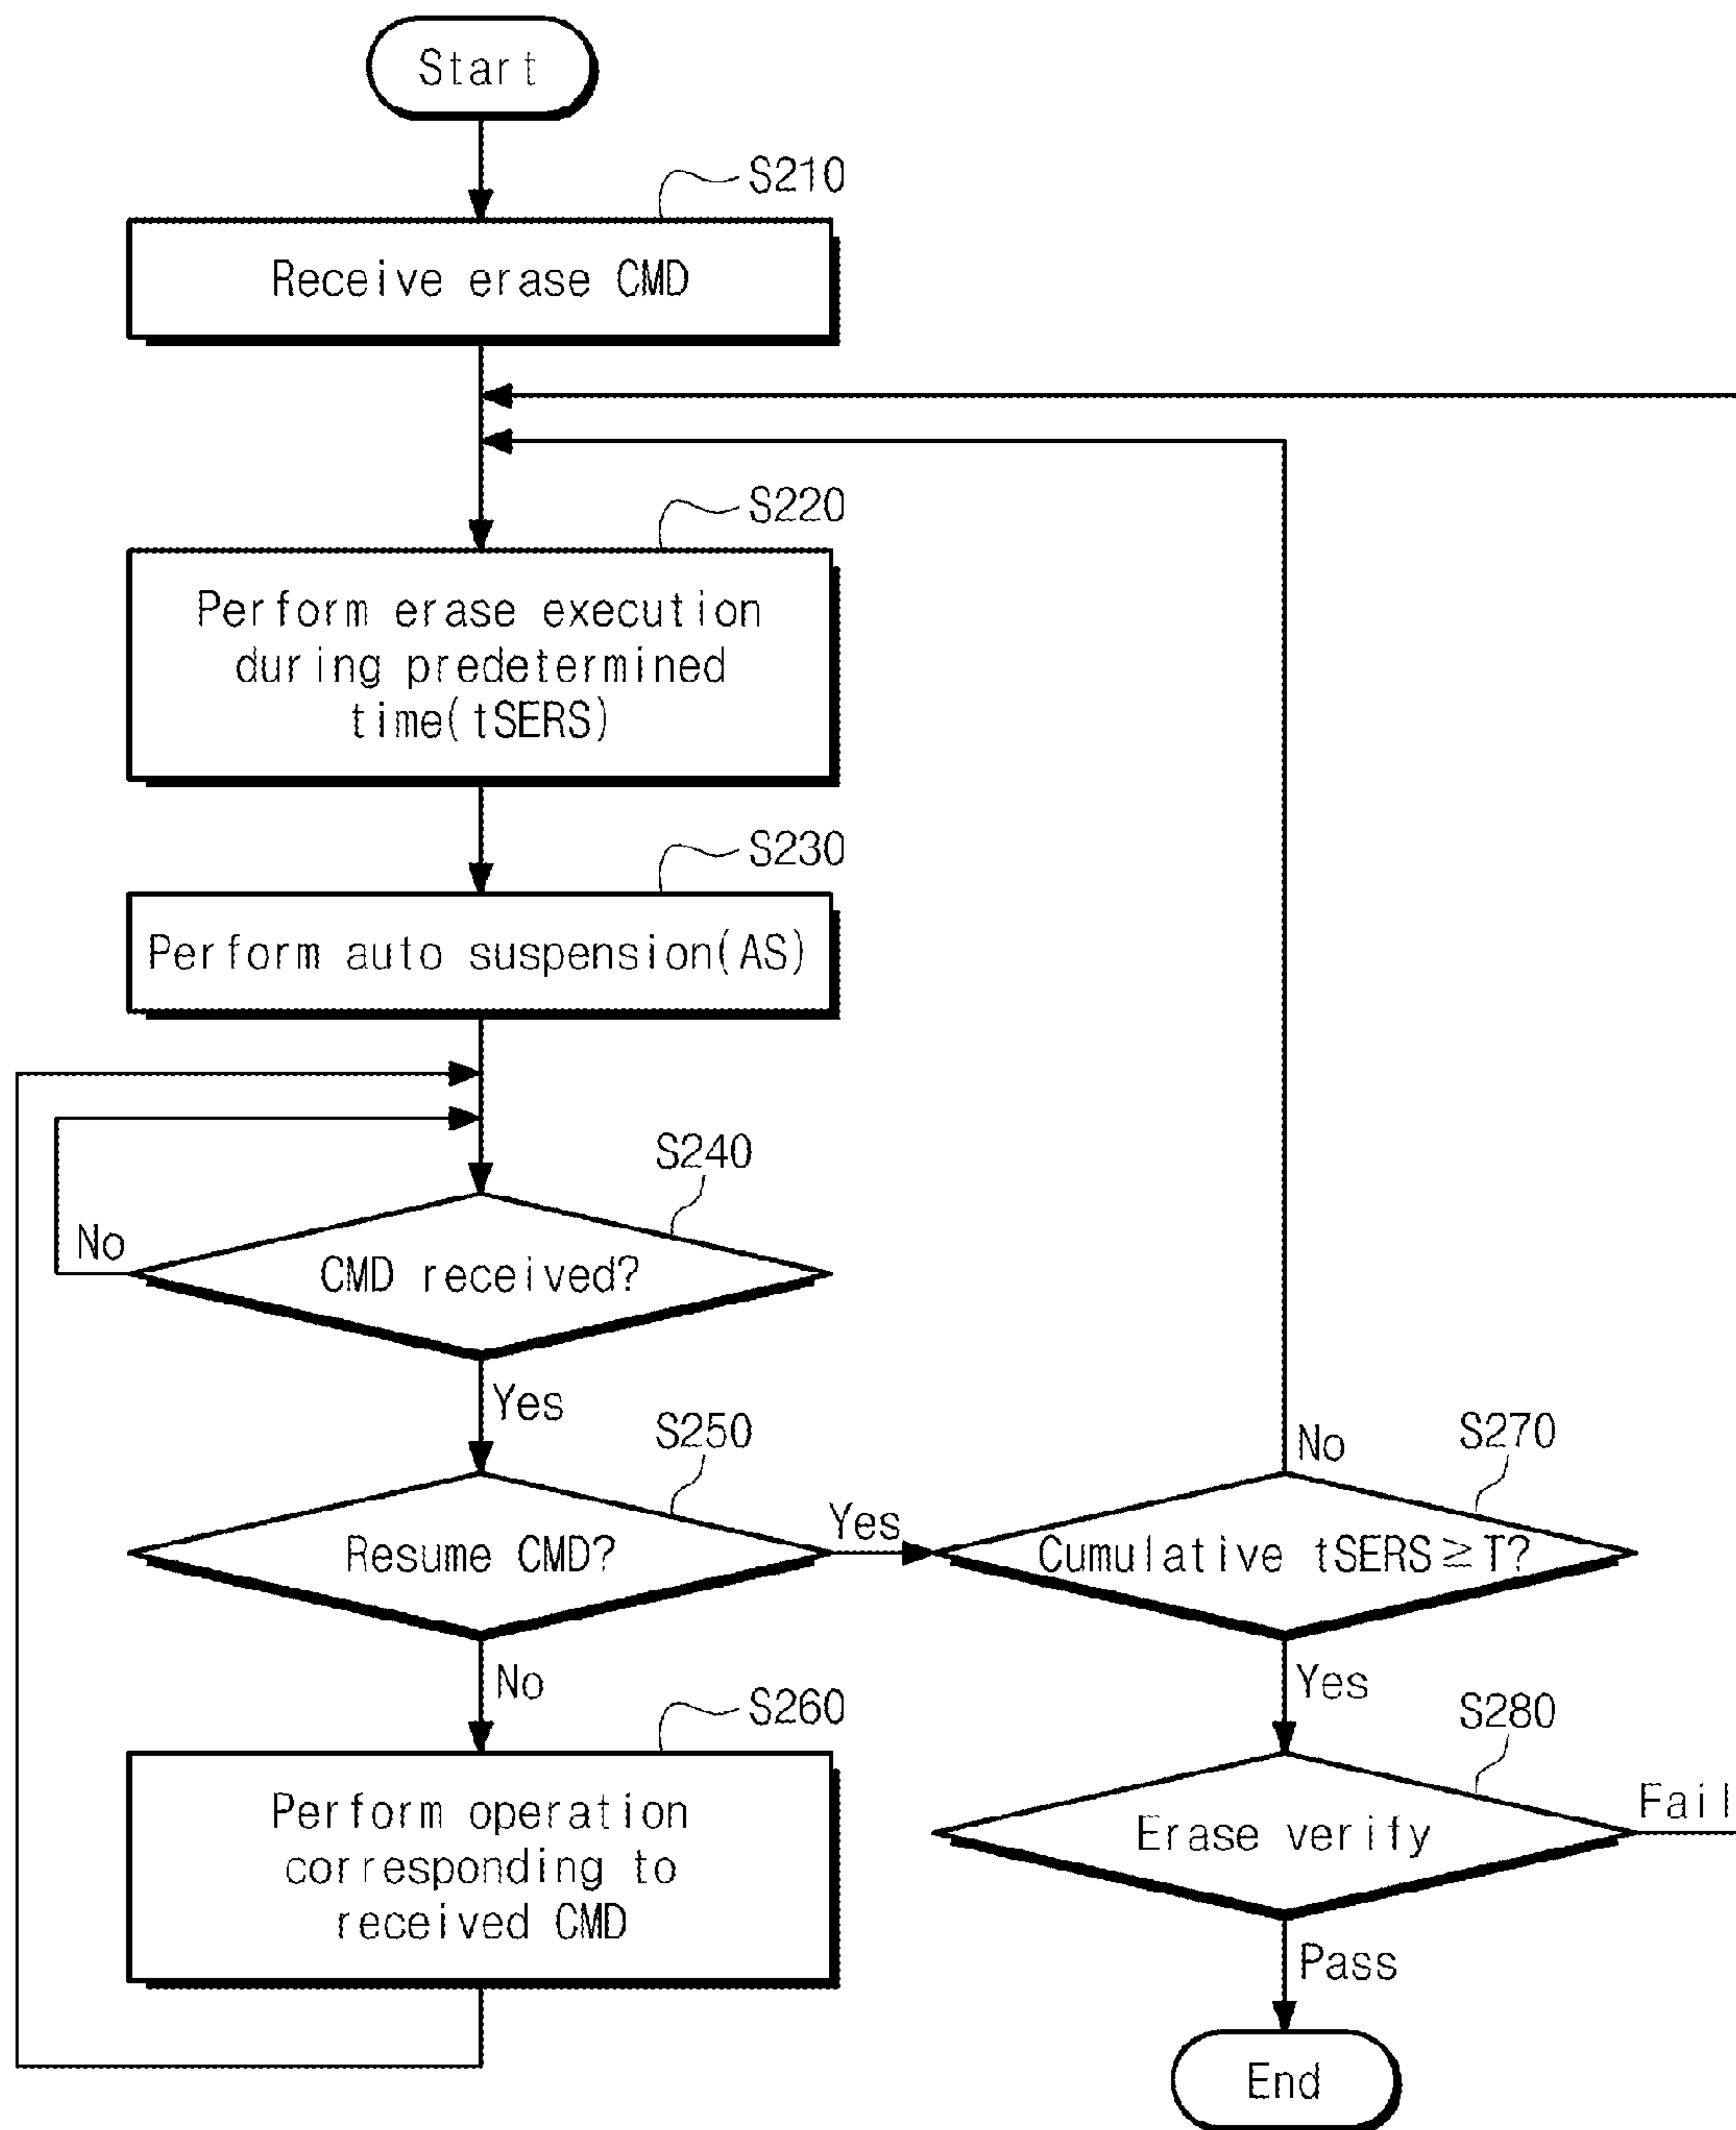 Start
S210
Receive erase CMD
S220
Perform erase execution
during predetermined
time(tSERS)
S230
Perform auto suspension(AS)
S240
No
CMD received?
Yes
S250
Resume CMD?
Yes
No
S270
Cumulative tSERS≥T?
No
S260
Perform operation
corresponding to
received CMD
Yes
S280
Erase verify
Fail
Pass
End